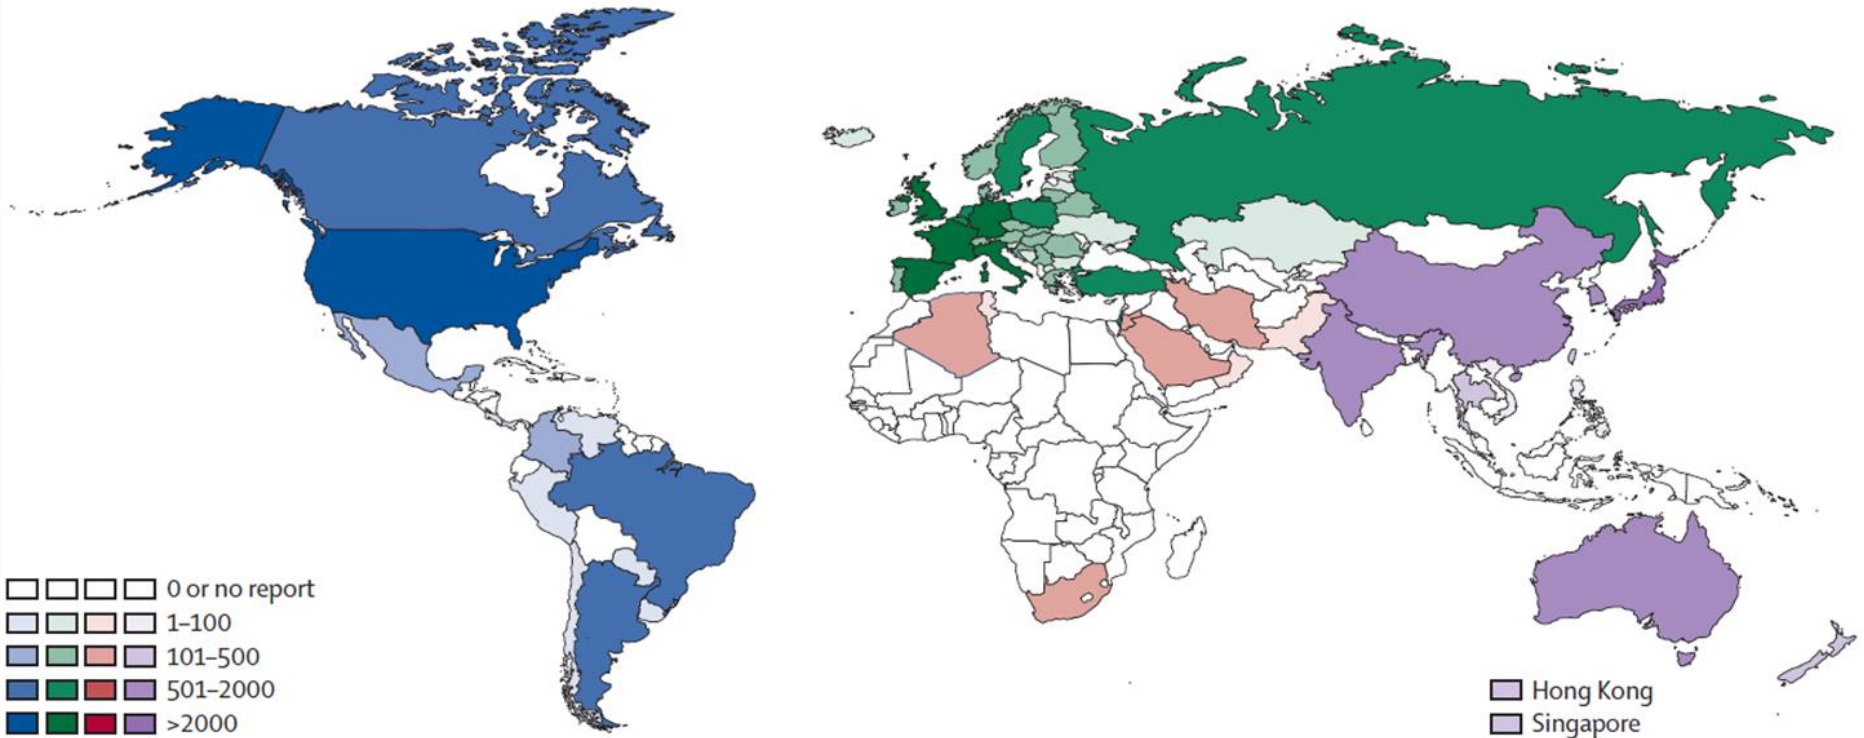 0 or no report
1–100
101–500
501–2000
>2000
Hong Kong
Singapore